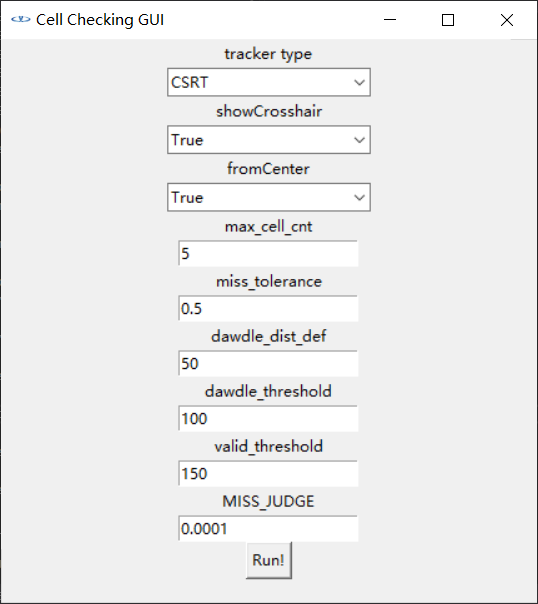 Cell Checking GUI
tracker type
CSRT
showCrosshair
True
fromCenter
True
max_cell_cnt
5
miss_tolerance
0.5
dawdle_dist_def
50
dawdle_threshold
100
valid_threshold
150
MISS_JUDGE
0.0001
Run!